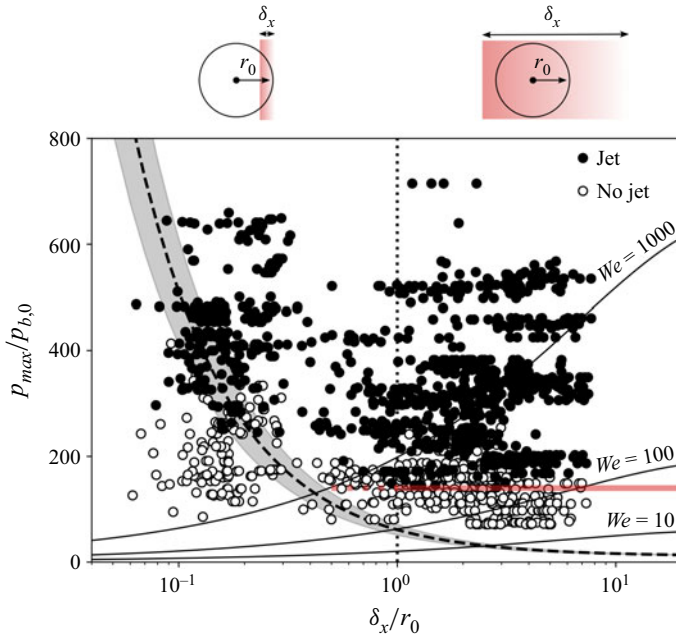 δₓ
δₓ
r₀
r₀
800
Jet
No jet
600
We = 1000
400
pₘₐₓ/p_b,0
200
We = 100
We = 10
0
10⁻¹
10⁰
10¹
δₓ/r₀